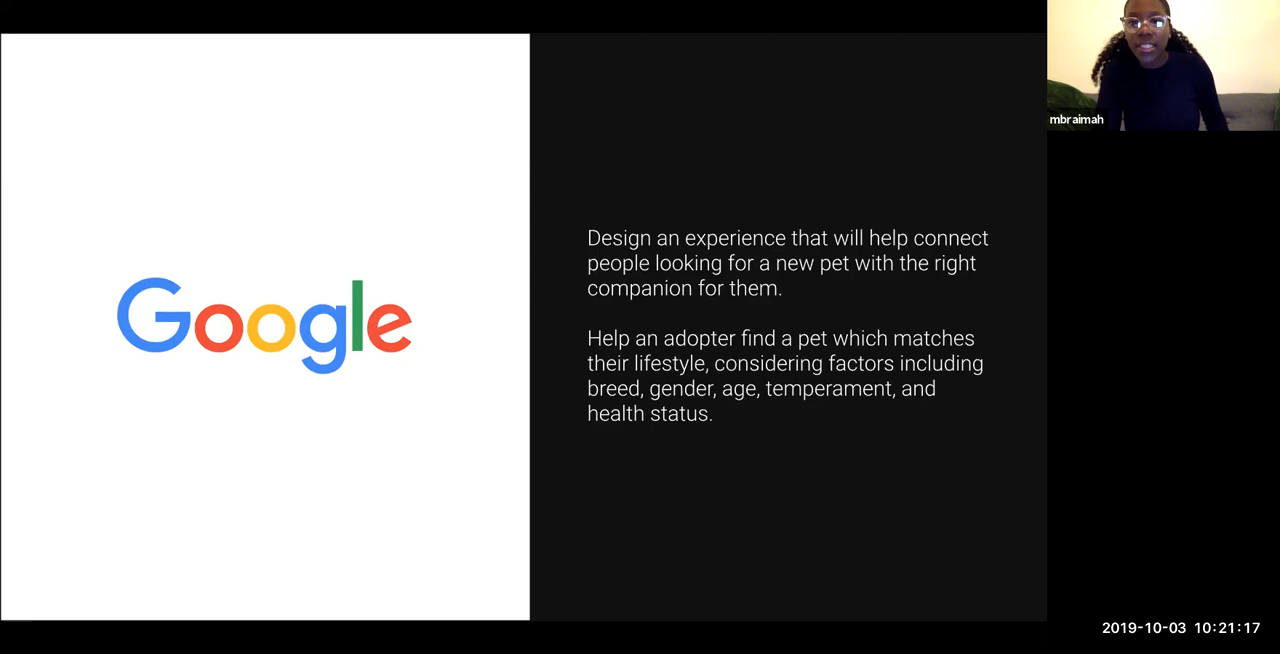 Google
Design an experience that will help connect
people looking for a new pet with the right
companion for them.
Help an adopter find a pet which matches
their lifestyle, considering factors including
breed, gender, age, temperament, and
health status.
mbraimah
2019-10-03 10:21:17